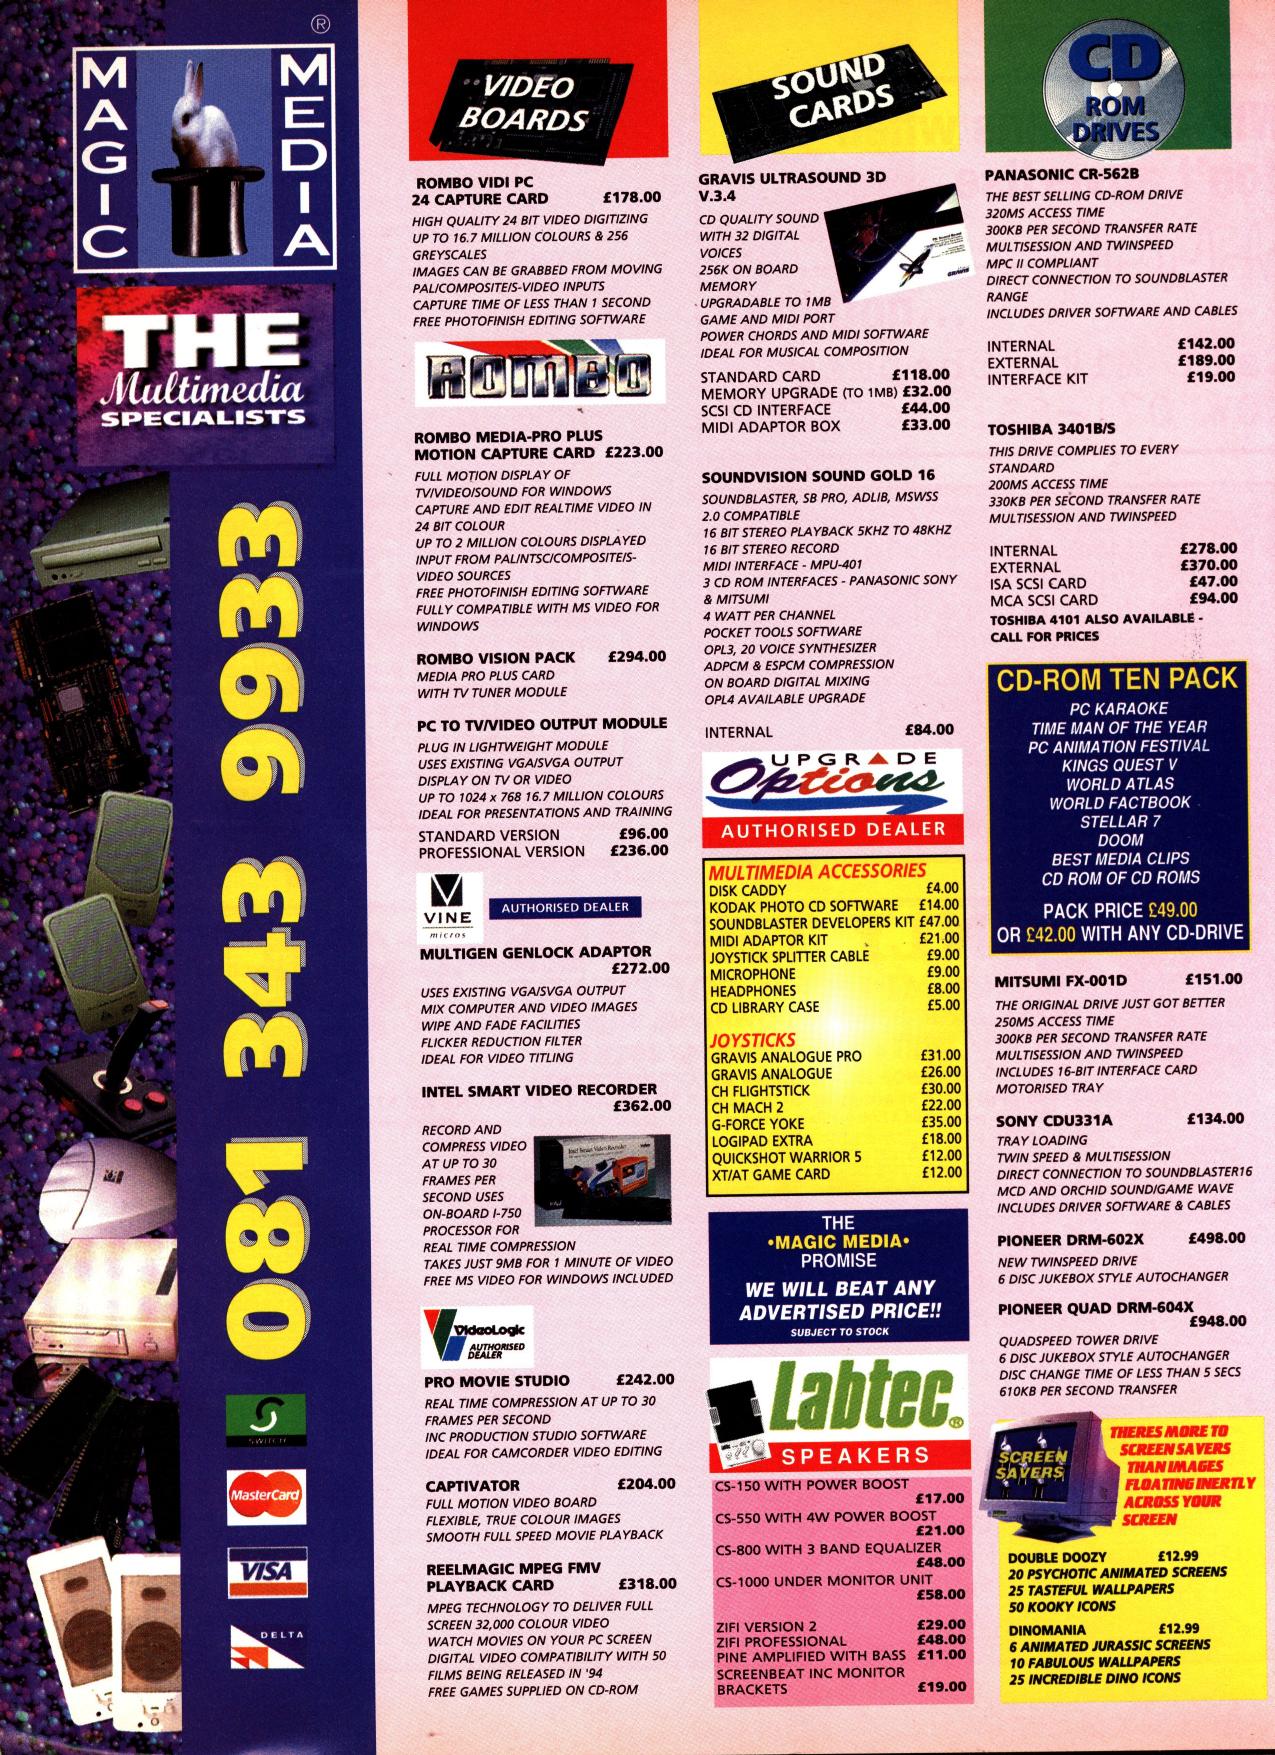 ®
MAGIC
MEDIA
THE
Multimedia
SPECIALISTS
081 343 9933
SWITCH
MasterCard
VISA
DELTA
VIDEO
BOARDS
ROMBO VIDI PC
24 CAPTURE CARD £178.00
HIGH QUALITY 24 BIT VIDEO DIGITIZING
UP TO 16.7 MILLION COLOURS & 256
GREYSCALES
IMAGES CAN BE GRABBED FROM MOVING
PAL/COMPOSITE/S-VIDEO INPUTS
CAPTURE TIME OF LESS THAN 1 SECOND
FREE PHOTOFINISH EDITING SOFTWARE
ROMBO
ROMBO MEDIA-PRO PLUS
MOTION CAPTURE CARD £223.00
FULL MOTION DISPLAY OF
TV/VIDEO/SOUND FOR WINDOWS
CAPTURE AND EDIT REALTIME VIDEO IN
24 BIT COLOUR
UP TO 2 MILLION COLOURS DISPLAYED
INPUT FROM PAL/NTSC/COMPOSITE/S-
VIDEO SOURCES
FREE PHOTOFINISH EDITING SOFTWARE
FULLY COMPATIBLE WITH MS VIDEO FOR
WINDOWS
ROMBO VISION PACK £294.00
MEDIA PRO PLUS CARD
WITH TV TUNER MODULE
PC TO TV/VIDEO OUTPUT MODULE
PLUG IN LIGHTWEIGHT MODULE
USES EXISTING VGA/SVGA OUTPUT
DISPLAY ON TV OR VIDEO
UP TO 1024 x 768 16.7 MILLION COLOURS
IDEAL FOR PRESENTATIONS AND TRAINING
STANDARD VERSION £96.00
PROFESSIONAL VERSION £236.00
VINE
micros
AUTHORISED DEALER
MULTIGEN GENLOCK ADAPTOR
£272.00
USES EXISTING VGA/SVGA OUTPUT
MIX COMPUTER AND VIDEO IMAGES
WIPE AND FADE FACILITIES
FLICKER REDUCTION FILTER
IDEAL FOR VIDEO TITLING
INTEL SMART VIDEO RECORDER
£362.00
RECORD AND
COMPRESS VIDEO
AT UP TO 30
FRAMES PER
SECOND USES
ON-BOARD I-750
PROCESSOR FOR
REAL TIME COMPRESSION
TAKES JUST 9MB FOR 1 MINUTE OF VIDEO
FREE MS VIDEO FOR WINDOWS INCLUDED
Intel Smart Video Recorder
VideoLogic
AUTHORISED
DEALER
PRO MOVIE STUDIO £242.00
REAL TIME COMPRESSION AT UP TO 30
FRAMES PER SECOND
INC PRODUCTION STUDIO SOFTWARE
IDEAL FOR CAMCORDER VIDEO EDITING
CAPTIVATOR £204.00
FULL MOTION VIDEO BOARD
FLEXIBLE, TRUE COLOUR IMAGES
SMOOTH FULL SPEED MOVIE PLAYBACK
REELMAGIC MPEG FMV
PLAYBACK CARD £318.00
MPEG TECHNOLOGY TO DELIVER FULL
SCREEN 32,000 COLOUR VIDEO
WATCH MOVIES ON YOUR PC SCREEN
DIGITAL VIDEO COMPATIBILITY WITH 50
FILMS BEING RELEASED IN '94
FREE GAMES SUPPLIED ON CD-ROM
SOUND
CARDS
GRAVIS ULTRASOUND 3D
V.3.4
CD QUALITY SOUND
WITH 32 DIGITAL
VOICES
256K ON BOARD
MEMORY
UPGRADABLE TO 1MB
GAME AND MIDI PORT
POWER CHORDS AND MIDI SOFTWARE
IDEAL FOR MUSICAL COMPOSITION
GRAVIS
STANDARD CARD £118.00
MEMORY UPGRADE (TO 1MB) £32.00
SCSI CD INTERFACE £44.00
MIDI ADAPTOR BOX £33.00
SOUNDVISION SOUND GOLD 16
SOUNDBLASTER, SB PRO, ADLIB, MSWSS
2.0 COMPATIBLE
16 BIT STEREO PLAYBACK 5KHZ TO 48KHZ
16 BIT STEREO RECORD
MIDI INTERFACE - MPU-401
3 CD ROM INTERFACES - PANASONIC SONY
& MITSUMI
4 WATT PER CHANNEL
POCKET TOOLS SOFTWARE
OPL3, 20 VOICE SYNTHESIZER
ADPCM & ESPCM COMPRESSION
ON BOARD DIGITAL MIXING
OPL4 AVAILABLE UPGRADE
INTERNAL £84.00
UPGRADE
Options
AUTHORISED DEALER
MULTIMEDIA ACCESSORIES
DISK CADDY £4.00
KODAK PHOTO CD SOFTWARE £14.00
SOUNDBLASTER DEVELOPERS KIT £47.00
MIDI ADAPTOR KIT £21.00
JOYSTICK SPLITTER CABLE £9.00
MICROPHONE £9.00
HEADPHONES £8.00
CD LIBRARY CASE £5.00
JOYSTICKS
GRAVIS ANALOGUE PRO £31.00
GRAVIS ANALOGUE £26.00
CH FLIGHTSTICK £30.00
CH MACH 2 £22.00
G-FORCE YOKE £35.00
LOGIPAD EXTRA £18.00
QUICKSHOT WARRIOR 5 £12.00
XT/AT GAME CARD £12.00
THE
•MAGIC MEDIA•
PROMISE
WE WILL BEAT ANY
ADVERTISED PRICE!!
SUBJECT TO STOCK
Labtec®
SPEAKERS
CS-150 WITH POWER BOOST
£17.00
CS-550 WITH 4W POWER BOOST
£21.00
CS-800 WITH 3 BAND EQUALIZER
£48.00
CS-1000 UNDER MONITOR UNIT
£58.00
ZIFI VERSION 2 £29.00
ZIFI PROFESSIONAL £48.00
PINE AMPLIFIED WITH BASS £11.00
SCREENBEAT INC MONITOR
BRACKETS £19.00
CD
ROM
DRIVES
PANASONIC CR-562B
THE BEST SELLING CD-ROM DRIVE
320MS ACCESS TIME
300KB PER SECOND TRANSFER RATE
MULTISESSION AND TWINSPEED
MPC II COMPLIANT
DIRECT CONNECTION TO SOUNDBLASTER
RANGE
INCLUDES DRIVER SOFTWARE AND CABLES
INTERNAL £142.00
EXTERNAL £189.00
INTERFACE KIT £19.00
TOSHIBA 3401B/S
THIS DRIVE COMPLIES TO EVERY
STANDARD
200MS ACCESS TIME
330KB PER SECOND TRANSFER RATE
MULTISESSION AND TWINSPEED
INTERNAL £278.00
EXTERNAL £370.00
ISA SCSI CARD £47.00
MCA SCSI CARD £94.00
TOSHIBA 4101 ALSO AVAILABLE -
CALL FOR PRICES
CD-ROM TEN PACK
PC KARAOKE
TIME MAN OF THE YEAR
PC ANIMATION FESTIVAL
KINGS QUEST V
WORLD ATLAS
WORLD FACTBOOK
STELLAR 7
DOOM
BEST MEDIA CLIPS
CD ROM OF CD ROMS
PACK PRICE £49.00
OR £42.00 WITH ANY CD-DRIVE
MITSUMI FX-001D £151.00
THE ORIGINAL DRIVE JUST GOT BETTER
250MS ACCESS TIME
300KB PER SECOND TRANSFER RATE
MULTISESSION AND TWINSPEED
INCLUDES 16-BIT INTERFACE CARD
MOTORISED TRAY
SONY CDU331A £134.00
TRAY LOADING
TWIN SPEED & MULTISESSION
DIRECT CONNECTION TO SOUNDBLASTER16
MCD AND ORCHID SOUND/GAME WAVE
INCLUDES DRIVER SOFTWARE & CABLES
PIONEER DRM-602X £498.00
NEW TWINSPEED DRIVE
6 DISC JUKEBOX STYLE AUTOCHANGER
PIONEER QUAD DRM-604X
£948.00
QUADSPEED TOWER DRIVE
6 DISC JUKEBOX STYLE AUTOCHANGER
DISC CHANGE TIME OF LESS THAN 5 SECS
610KB PER SECOND TRANSFER
SCREEN
SAVERS
THERES MORE TO
SCREEN SAVERS
THAN IMAGES
FLOATING INERTLY
ACROSS YOUR
SCREEN
DOUBLE DOOZY £12.99
20 PSYCHOTIC ANIMATED SCREENS
25 TASTEFUL WALLPAPERS
50 KOOKY ICONS
DINOMANIA £12.99
6 ANIMATED JURASSIC SCREENS
10 FABULOUS WALLPAPERS
25 INCREDIBLE DINO ICONS